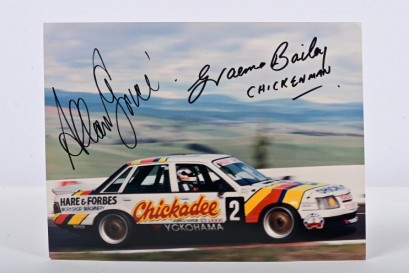 Allan Grice
Graeme Bailey
CHICKENMAN
HARE & FORBES
Chickadee
2
YOKOHAMA